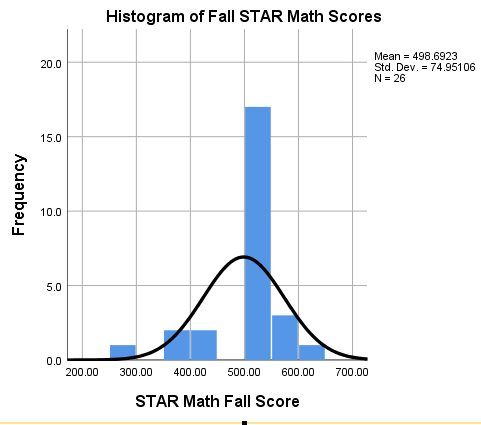 Histogram of Fall STAR Math Scores
Mean = 498.6923
Std. Dev. = 74.95106
N = 26
20.0
15.0
10.0
5.0
0.0
Frequency
200.00 300.00 400.00 500.00 600.00 700.00
STAR Math Fall Score